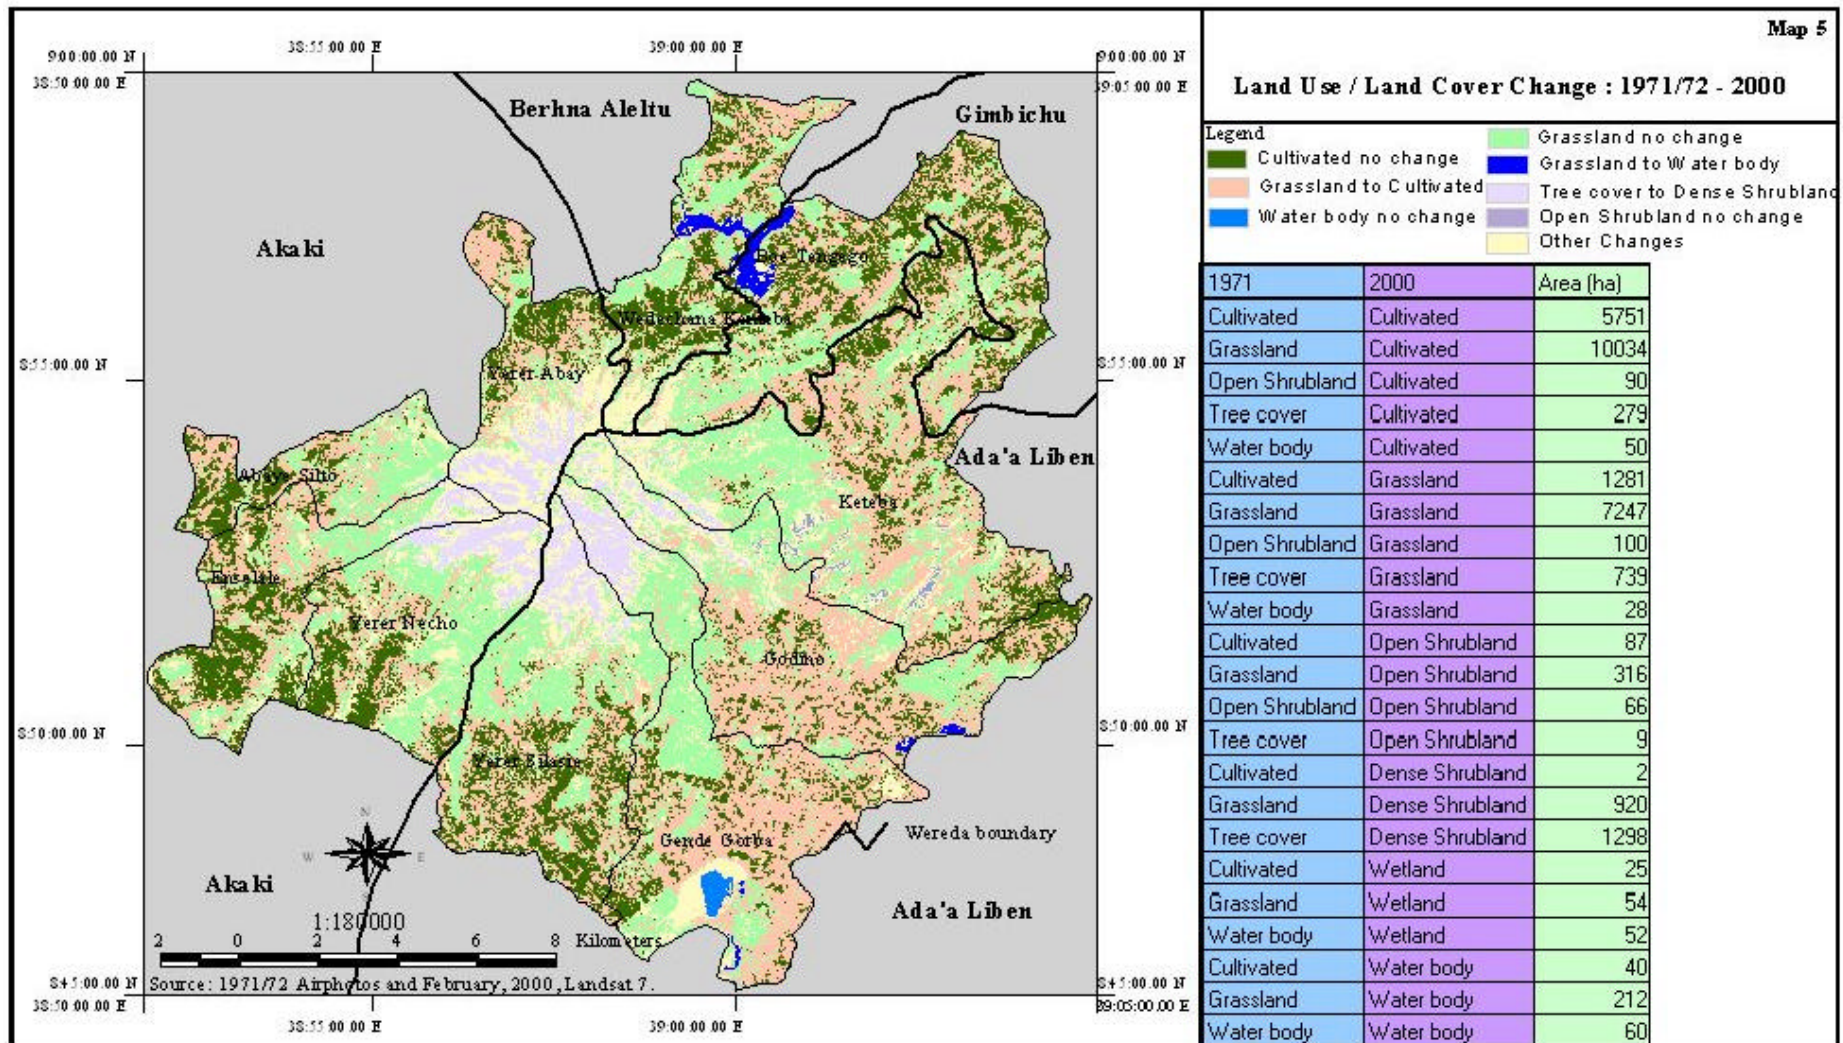 Map 5
Land Use / Land Cover Change : 1971/72 - 2000
Legend
Cultivated no change
Grassland to Cultivated
Water body no change
Grassland no change
Grassland to Water body
Tree cover to Dense Shrubland
Open Shrubland no change
Other Changes
1971 2000 Area (ha)
Cultivated Cultivated 5751
Grassland Cultivated 10034
Open Shrubland Cultivated 90
Tree cover Cultivated 279
Water body Cultivated 50
Cultivated Grassland 1281
Grassland Grassland 7247
Open Shrubland Grassland 100
Tree cover Grassland 739
Water body Grassland 28
Cultivated Open Shrubland 87
Grassland Open Shrubland 316
Open Shrubland Open Shrubland 66
Tree cover Open Shrubland 9
Cultivated Dense Shrubland 2
Grassland Dense Shrubland 920
Tree cover Dense Shrubland 1298
Cultivated Wetland 25
Grassland Wetland 54
Water body Wetland 52
Cultivated Water body 40
Grassland Water body 212
Water body Water body 60
38:55:00.00 E 39:00:00.00 E
9:00:00.00 N 9:00:00.00 N
38:50:00.00 E 39:05:00.00 E
Berhna Aleltu
Gimbichu
Akaki
Wedechana
Yerer Abay
8:55:00.00 N 8:55:00.00 N
Ada'a Liben
Abaye Silto
Keteba
Yerer Necho
Godino
8:50:00.00 N 8:50:00.00 N
Yerer Silasie
Gende Gorba
Wereda boundary
N
W E
Akaki
Ada'a Liben
1:180000
2 0 2 4 6 8 Kilometers
Source: 1971/72 Airphotos and February, 2000, Landsat 7.
8:45:00.00 N 8:45:00.00 N
38:50:00.00 E 39:05:00.00 E
38:55:00.00 E 39:00:00.00 E